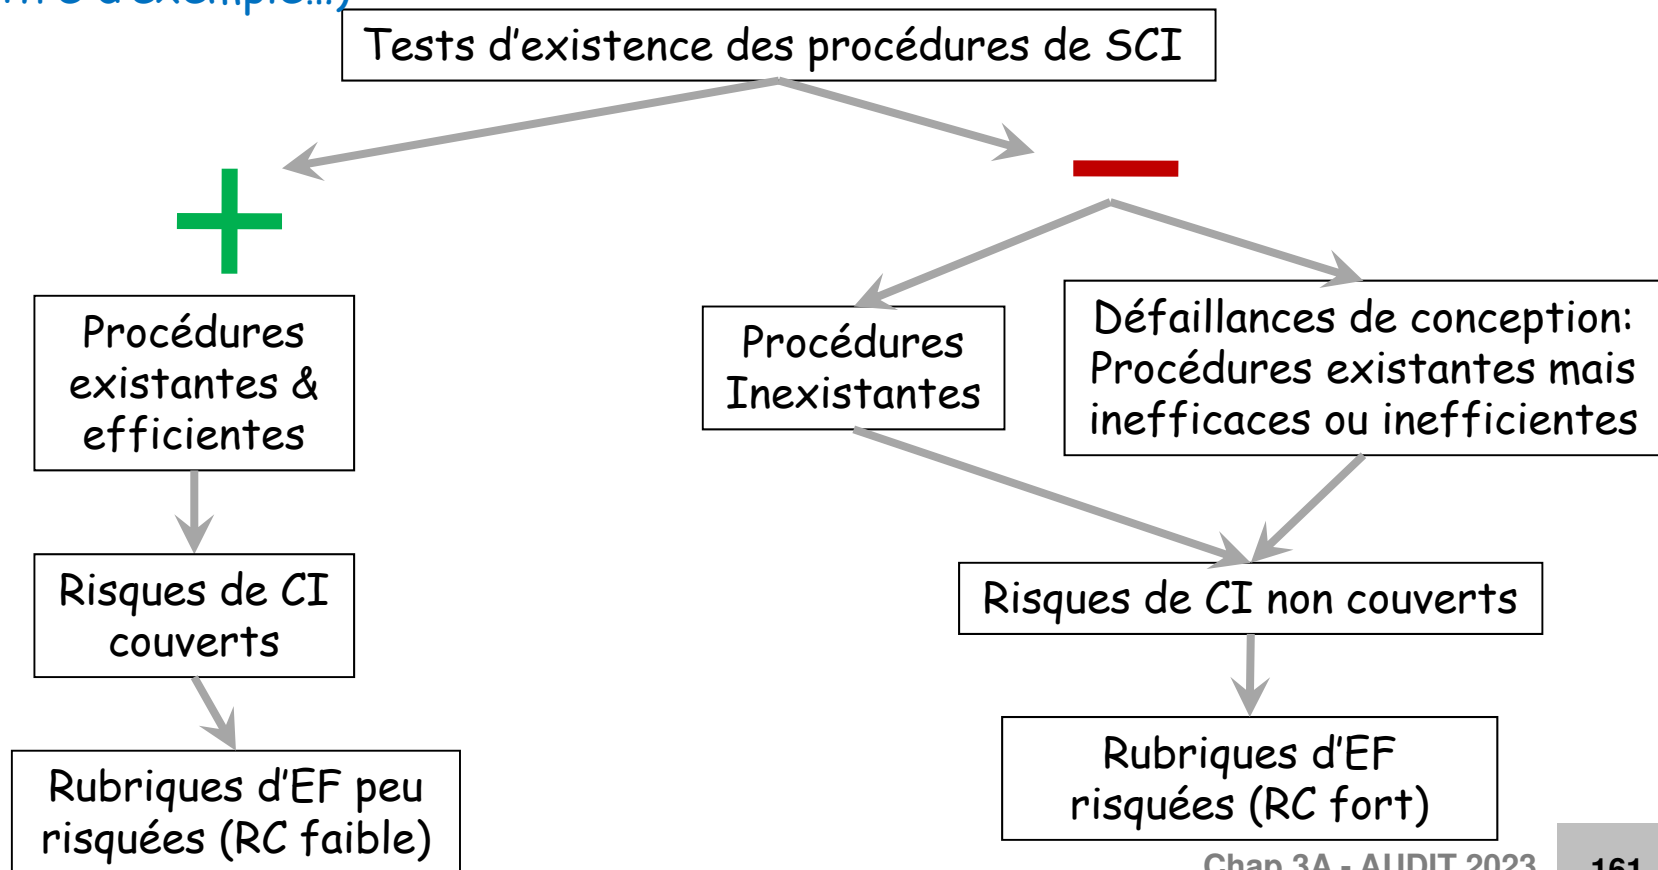 d'exemple...)
Tests d'existence des procédures de SCI
Procédures
existantes &
efficientes
Procédures
Inexistantes
Défaillances de conception:
Procédures existantes mais
inefficaces ou inefficientes
Risques de CI
couverts
Risques de CI non couverts
Rubriques d'EF peu
risquées (RC faible)
Rubriques d'EF
risquées (RC fort)
Chap 3A - AUDIT 2023
161